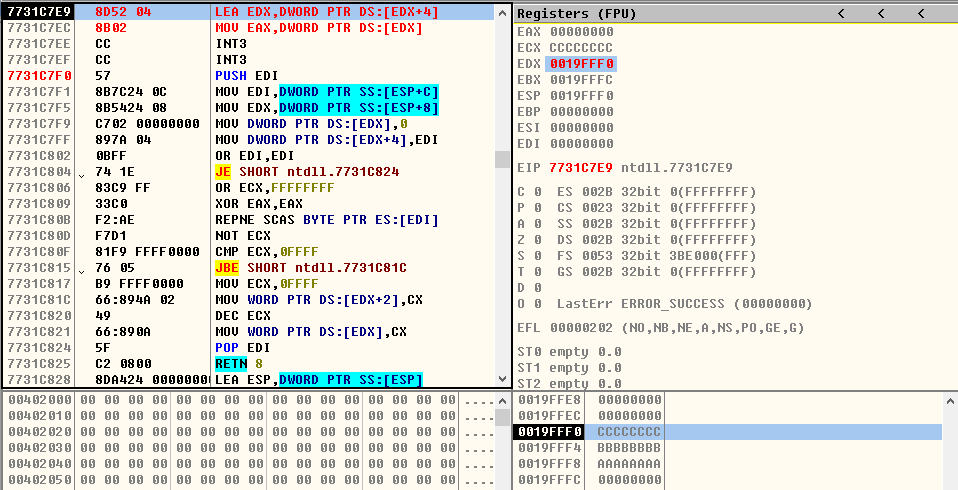 7731C7E9 8D52 04 LEA EDX,DWORD PTR DS:[EDX+4]
7731C7EC 8B02 MOV EAX,DWORD PTR DS:[EDX]
7731C7EE CC INT3
7731C7EF CC INT3
7731C7F0 57 PUSH EDI
7731C7F1 8B7C24 0C MOV EDI,DWORD PTR SS:[ESP+C]
7731C7F5 8B5424 08 MOV EDX,DWORD PTR SS:[ESP+8]
7731C7F9 C702 00000000 MOV DWORD PTR DS:[EDX],0
7731C7FF 897A 04 MOV DWORD PTR DS:[EDX+4],EDI
7731C802 0BFF OR EDI,EDI
7731C804 74 1E JE SHORT ntdll.7731C824
7731C806 83C9 FF OR ECX,FFFFFFFF
7731C809 33C0 XOR EAX,EAX
7731C80B F2:AE REPNE SCAS BYTE PTR ES:[EDI]
7731C80D F7D1 NOT ECX
7731C80F 81F9 FFFF0000 CMP ECX,0FFFF
7731C815 76 05 JBE SHORT ntdll.7731C81C
7731C817 B9 FFFF0000 MOV ECX,0FFFF
7731C81C 66:894A 02 MOV WORD PTR DS:[EDX+2],CX
7731C820 49 DEC ECX
7731C821 66:890A MOV WORD PTR DS:[EDX],CX
7731C824 5F POP EDI
7731C825 C2 0800 RETN 8
7731C828 8DA424 0000000 LEA ESP,DWORD PTR SS:[ESP]
Registers (FPU) < < <
EAX 00000000
ECX CCCCCCCC
EDX 0019FFF0
EBX 0019FFFC
ESP 0019FFF0
EBP 00000000
ESI 00000000
EDI 00000000
EIP 7731C7E9 ntdll.7731C7E9
C 0 ES 002B 32bit 0(FFFFFFFF)
P 0 CS 0023 32bit 0(FFFFFFFF)
A 0 SS 002B 32bit 0(FFFFFFFF)
Z 0 DS 002B 32bit 0(FFFFFFFF)
S 0 FS 0053 32bit 3BE000(FFF)
T 0 GS 002B 32bit 0(FFFFFFFF)
D 0
O 0 LastErr ERROR_SUCCESS (00000000)
EFL 00000202 (NO,NB,NE,A,NS,PO,GE,G)
ST0 empty 0.0
ST1 empty 0.0
ST2 empty 0.0
00402000 00 00 00 00 00 00 00 00 00 00 00 00 00 00 00 00 ....
00402010 00 00 00 00 00 00 00 00 00 00 00 00 00 00 00 00 ....
00402020 00 00 00 00 00 00 00 00 00 00 00 00 00 00 00 00 ....
00402030 00 00 00 00 00 00 00 00 00 00 00 00 00 00 00 00 ....
00402040 00 00 00 00 00 00 00 00 00 00 00 00 00 00 00 00 ....
00402050 00 00 00 00 00 00 00 00 00 00 00 00 00 00 00 00 ....
0019FFE8 00000000
0019FFEC 00000000
0019FFF0 CCCCCCCC
0019FFF4 BBBBBBBB
0019FFF8 AAAAAAAA
0019FFFC 00000000